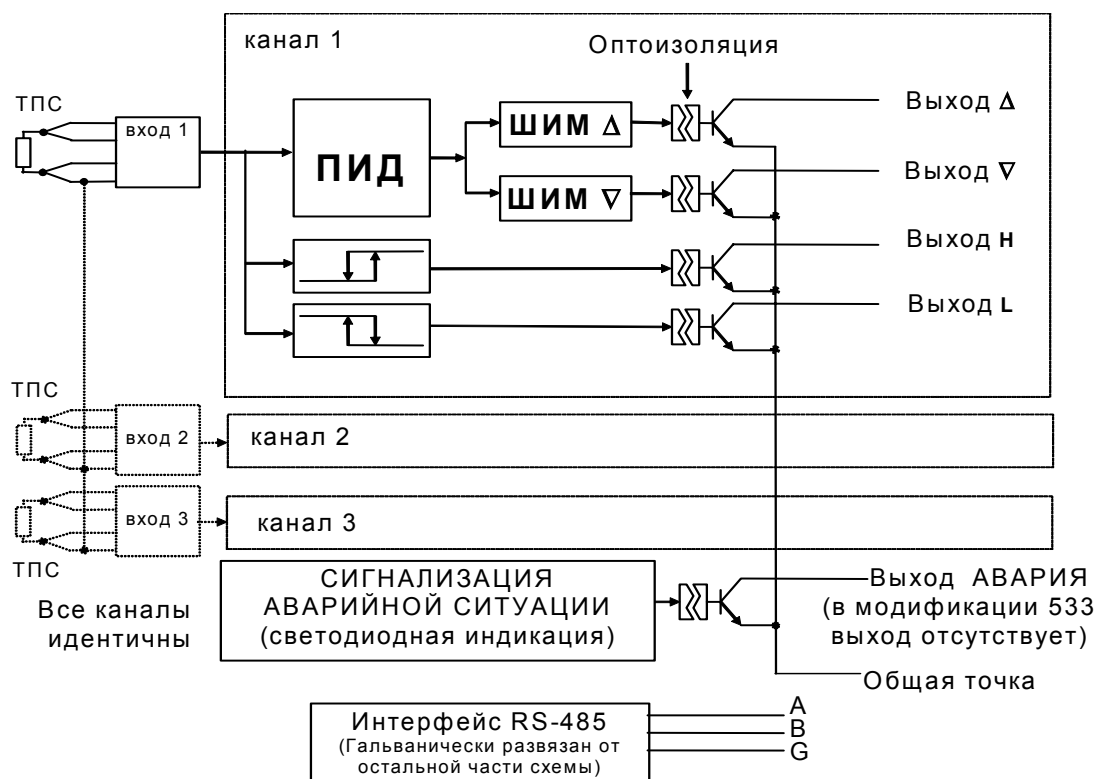 канал 1
Оптоизоляция
ТПС
вход 1
ПИД
ШИМ Δ
ШИМ ∇
Выход Δ
Выход ∇
Выход H
Выход L
ТПС
вход 2
канал 2
вход 3
канал 3
ТПС
Все каналы
идентичны
СИГНАЛИЗАЦИЯ
АВАРИЙНОЙ СИТУАЦИИ
(светодиодная индикация)
Выход АВАРИЯ
(в модификации 533
выход отсутствует)
Общая точка
Интерфейс RS-485
(Гальванически развязан от
остальной части схемы)
A
B
G